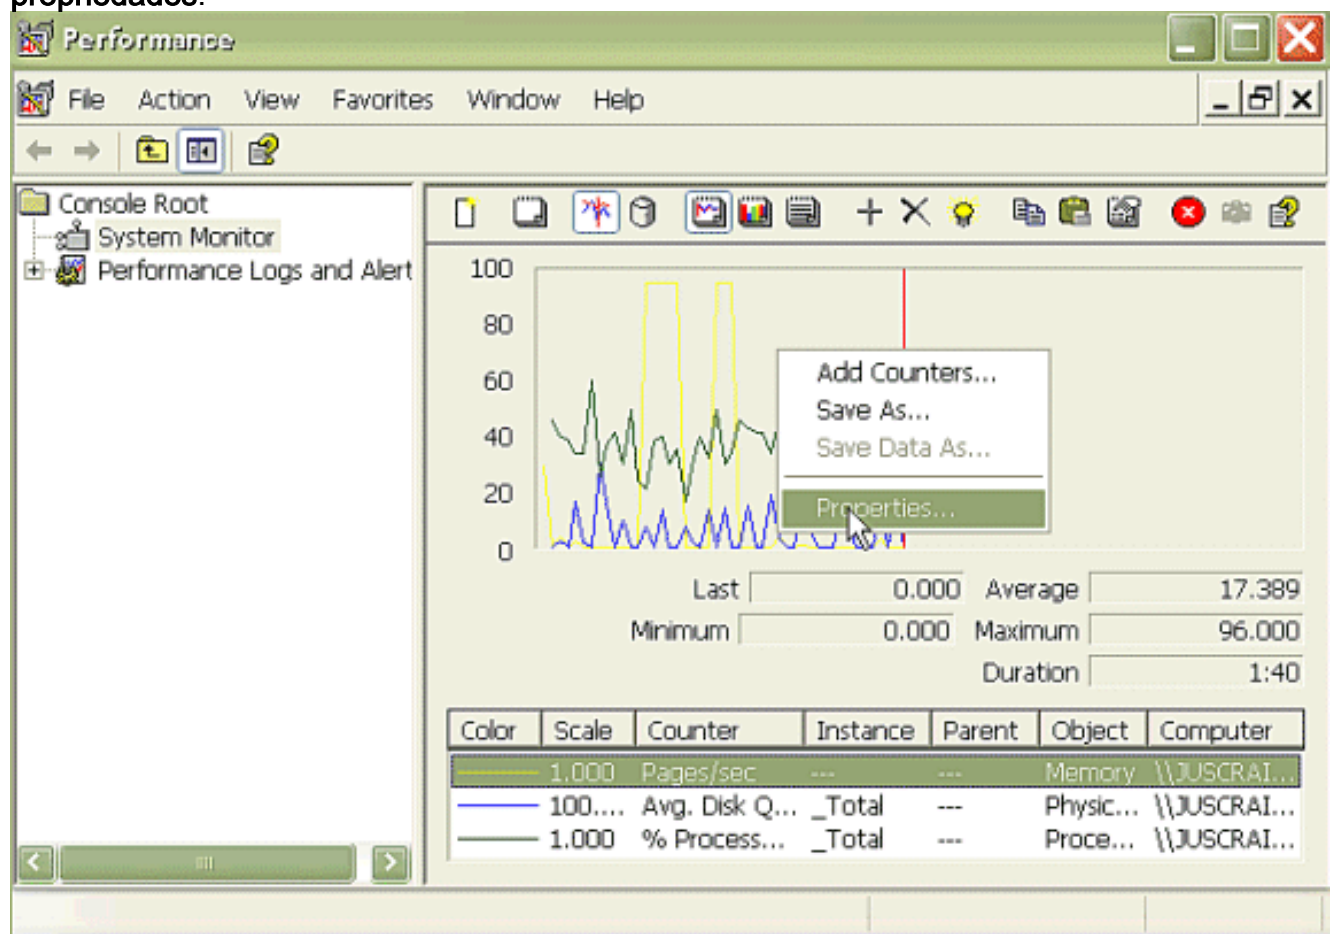 propriedades.
Performance
File Action View Favorites Window Help
Console Root
System Monitor
Performance Logs and Alert
100
80
60
40
20
0
Add Counters...
Save As...
Save Data As...
Properties...
Last 0.000 Average 17.389
Minimum 0.000 Maximum 96.000
Duration 1:40
Color Scale Counter Instance Parent Object Computer
1.000 Pages/sec --- --- Memory \\JUSCRAI...
100.... Avg. Disk Q... _Total --- Physic... \\JUSCRAI...
1.000 % Process... _Total --- Proce... \\JUSCRAI...